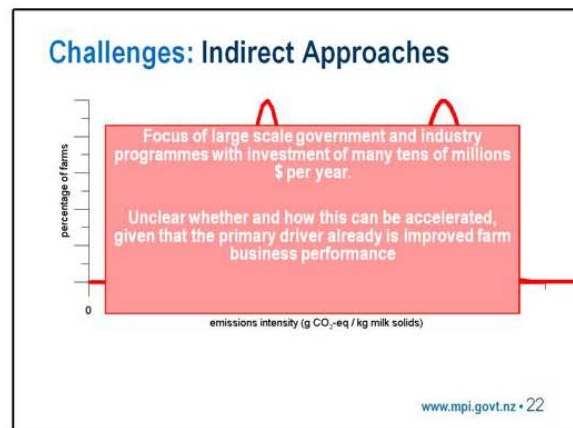 Challenges: Indirect Approaches
percentage of farms
Focus of large scale government and industry
programmes with investment of many tens of millions
$ per year.
Unclear whether and how this can be accelerated,
given that the primary driver already is improved farm
business performance
0
emissions intensity (g CO₂-eq / kg milk solids)
www.mpi.govt.nz • 22